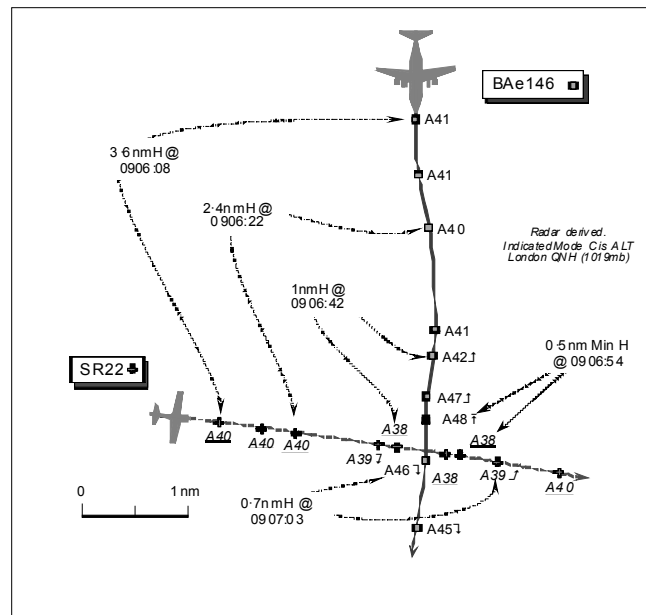 BAe146
A41
3·6nmH@
0906:08
A41
2·4nmH@
0906:22
A40
Radar derived.
Indicated Mode C is ALT
London QNH (1019mb)
1nmH@
0906:42
A41
0·5nm Min H
@ 0906:54
A42↥
SR22
A47↥
A38
A48↑
A38
A40
A40
A40
A39↧
A46↧
A38
A39↥
A40
0 1 nm
0·7nmH@
0907:03
A45↧